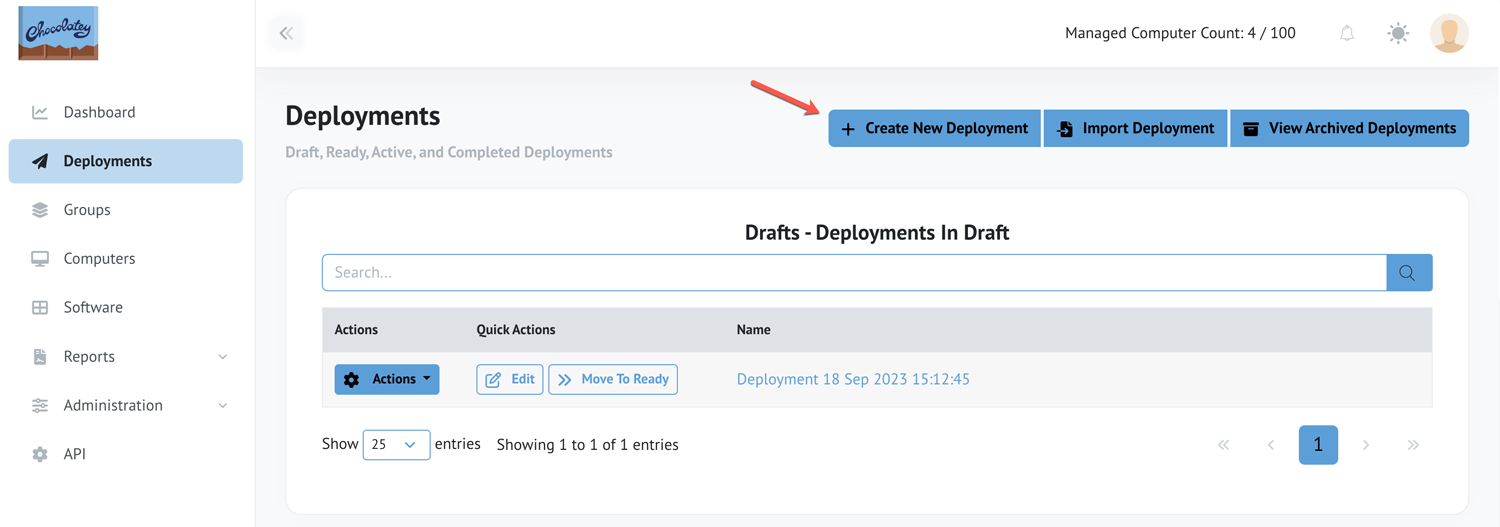 Chocolatey
Managed Computer Count: 4 / 100
Dashboard
Deployments
Groups
Computers
Software
Reports
Administration
API
Deployments
Draft, Ready, Active, and Completed Deployments
Create New Deployment
Import Deployment
View Archived Deployments
Drafts - Deployments In Draft
Search...
Actions Quick Actions Name
Actions Edit Move To Ready Deployment 18 Sep 2023 15:12:45
Show 25 entries Showing 1 to 1 of 1 entries
« ‹ 1 › »